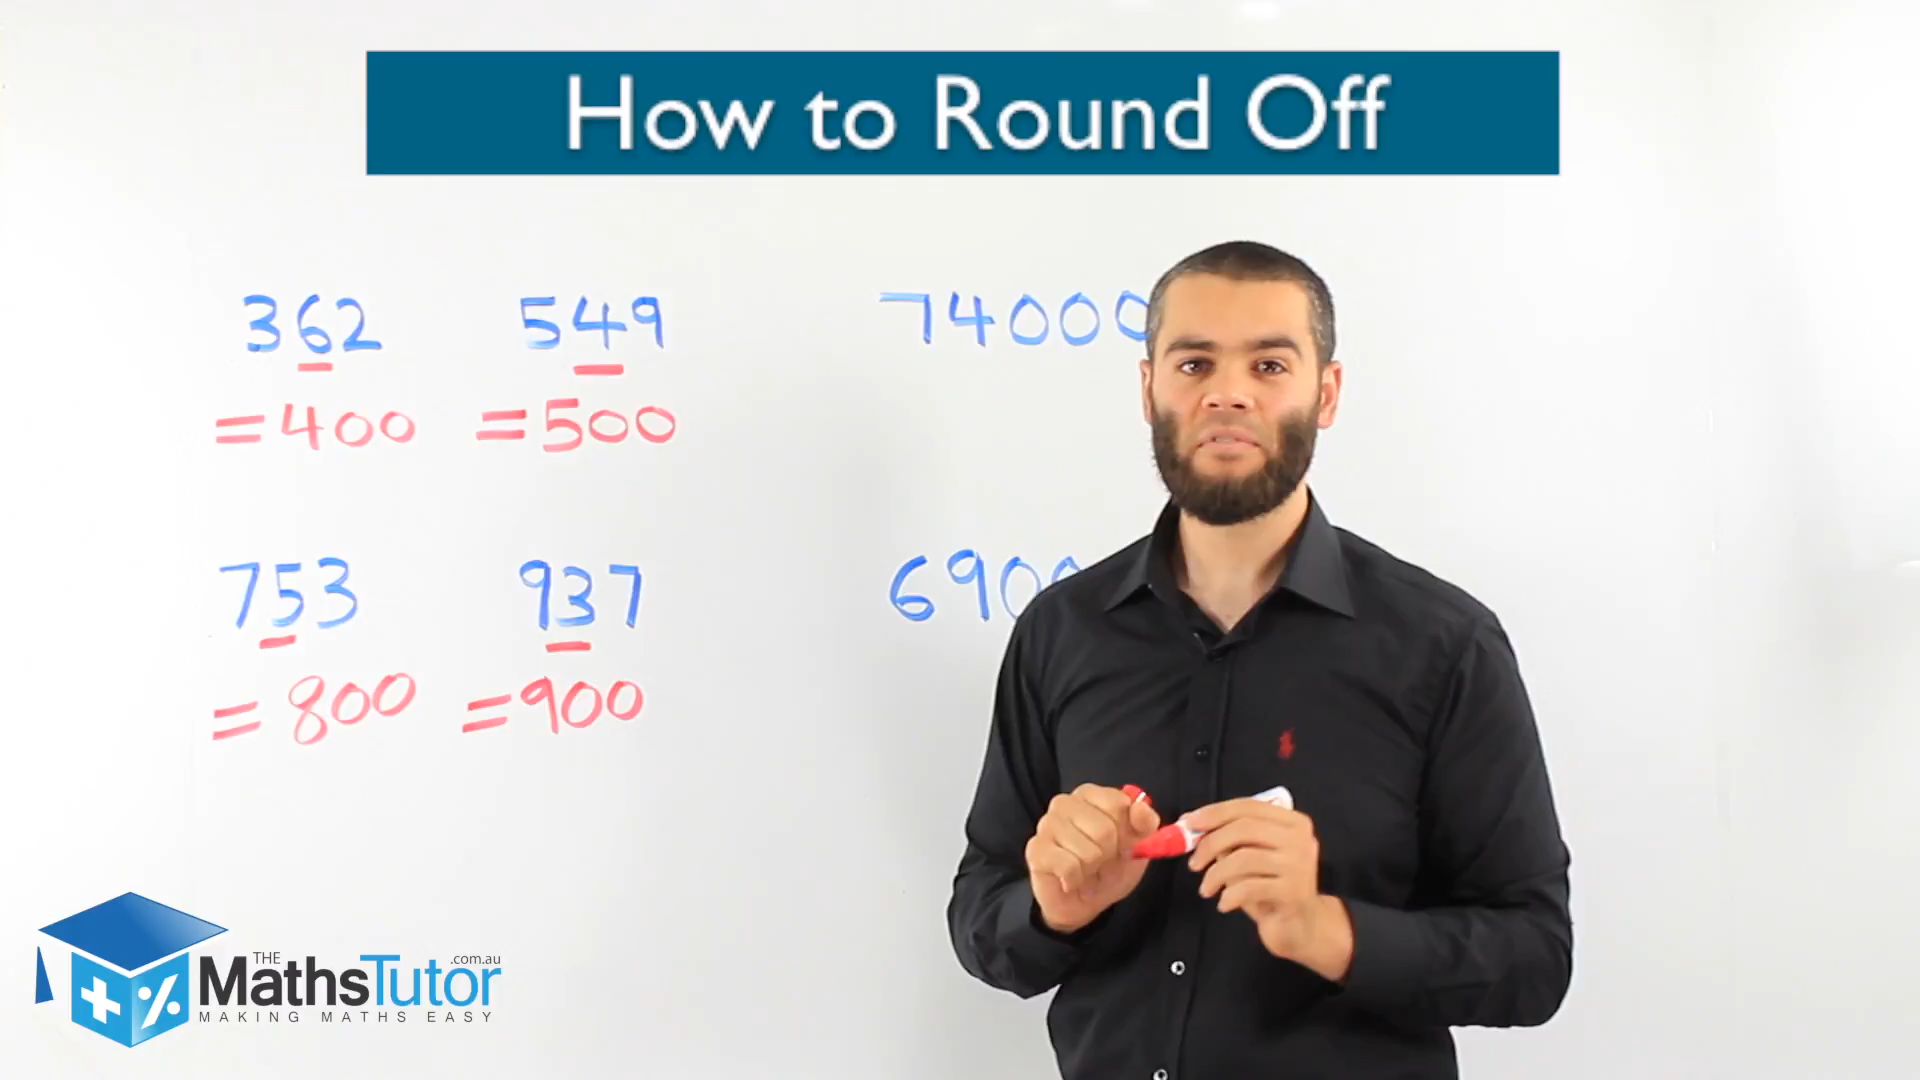 How to Round Off
362 549 74000
=400 =500
753 937 690
=800 =900
THE MathsTutor .com.au
MAKING MATHS EASY